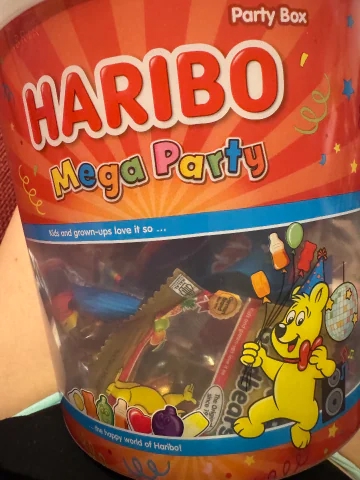 Party Box
HARIBO
Mega Party
Kids and grown-ups love it so ...
...the happy world of Haribo!